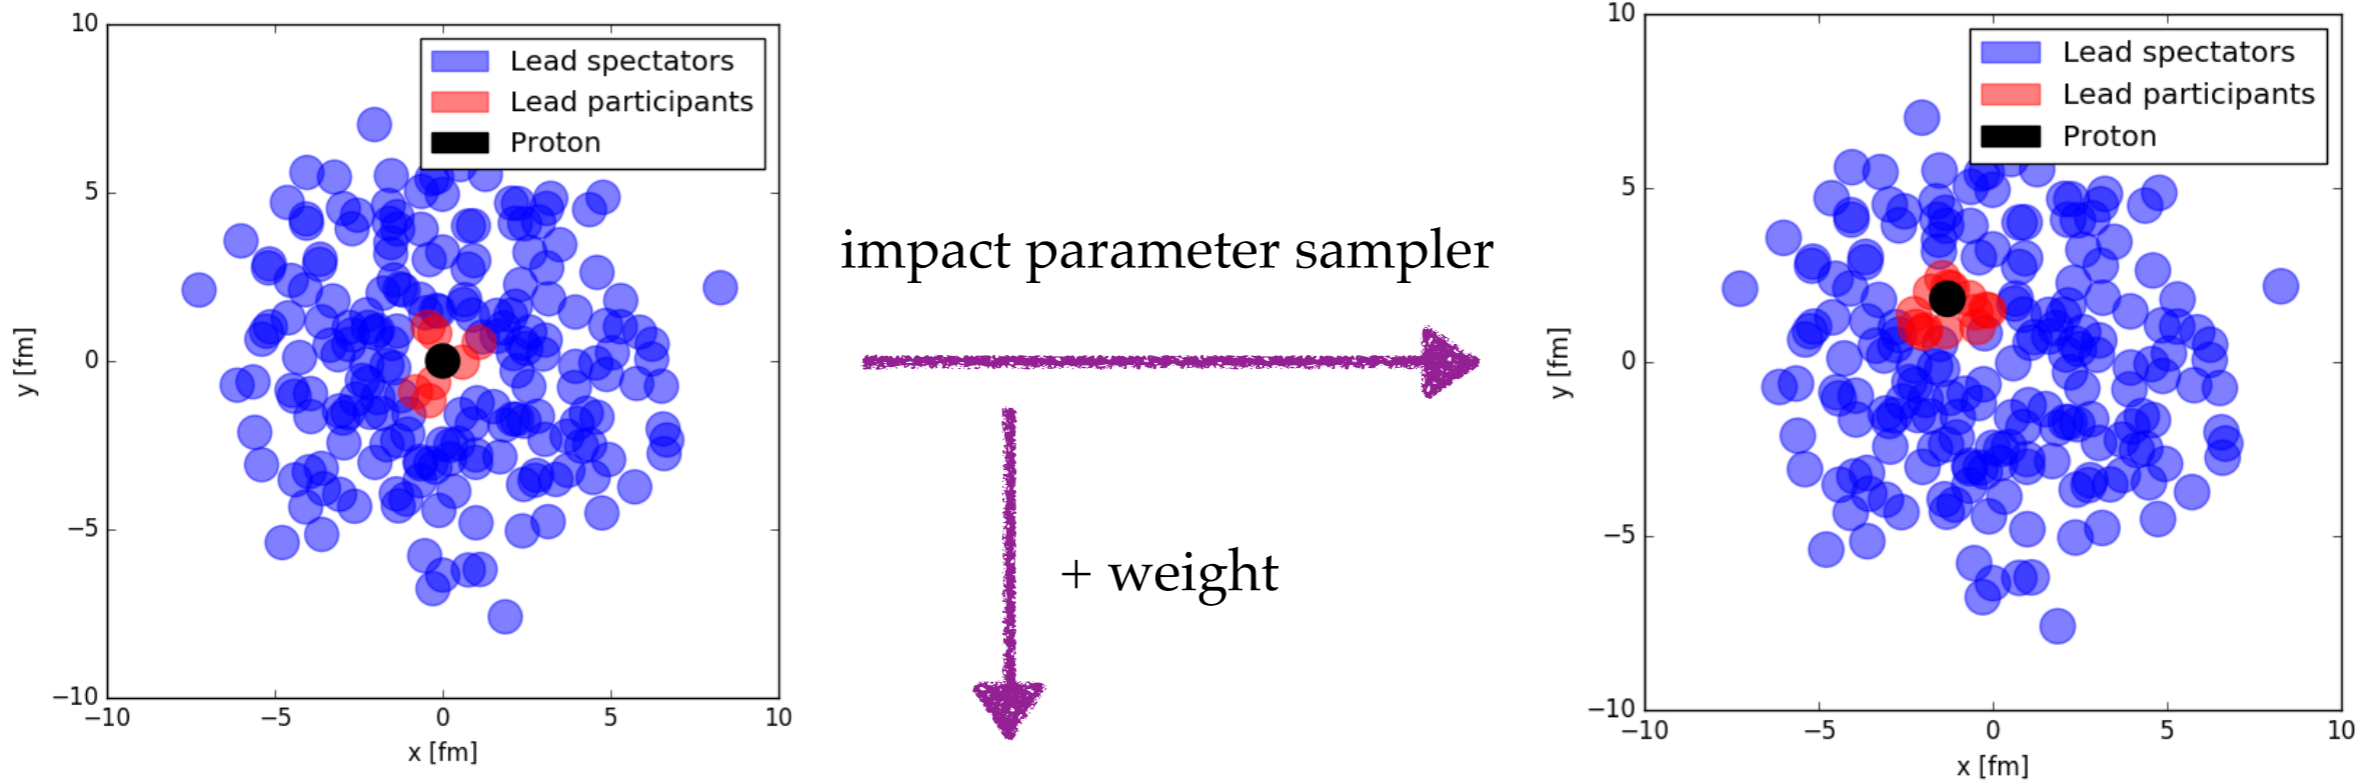 10
5
0
−5
−10
y [fm]
Lead spectators
Lead participants
Proton
−10
−5
0
5
10
x [fm]
impact parameter sampler
+ weight
10
5
0
−5
−10
y [fm]
Lead spectators
Lead participants
Proton
−10
−5
0
5
10
x [fm]